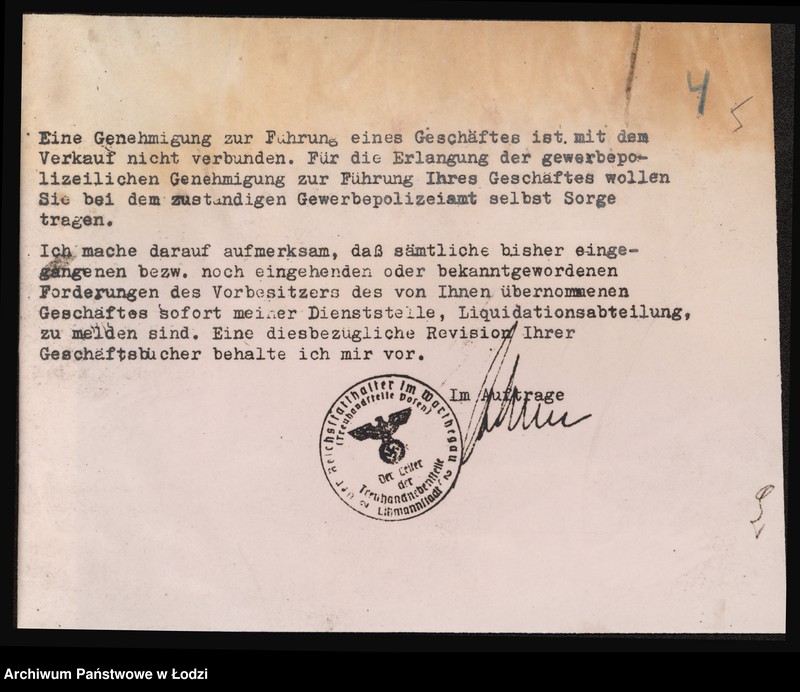 4 5
Eine Genehmigung zur Führung eines Geschäftes ist mit dem
Verkauf nicht verbunden. Für die Erlangung der gewerbepo-
lizeilichen Genehmigung zur Führung Ihres Geschäftes wollen
Sie bei dem zuständigen Gewerbepolizeiamt selbst Sorge
tragen.
Ich mache darauf aufmerksam, daß sämtliche bisher einge-
gangenen bezw. noch eingehenden oder bekanntgewordenen
Forderungen des Vorbesitzers des von Ihnen übernommenen
Geschäftes sofort meiner Dienststelle, Liquidationsabteilung,
zu melden sind. Eine diesbezügliche Revision Ihrer
Geschäftsbücher behalte ich mir vor.
Im Auftrage
Der Reichsstatthalter im Warthegau 2
(Treuhandstelle Posen)
Der Leiter
der
Treuhandnebenstelle
Litzmannstadt
Archiwum Państwowe w Łodzi